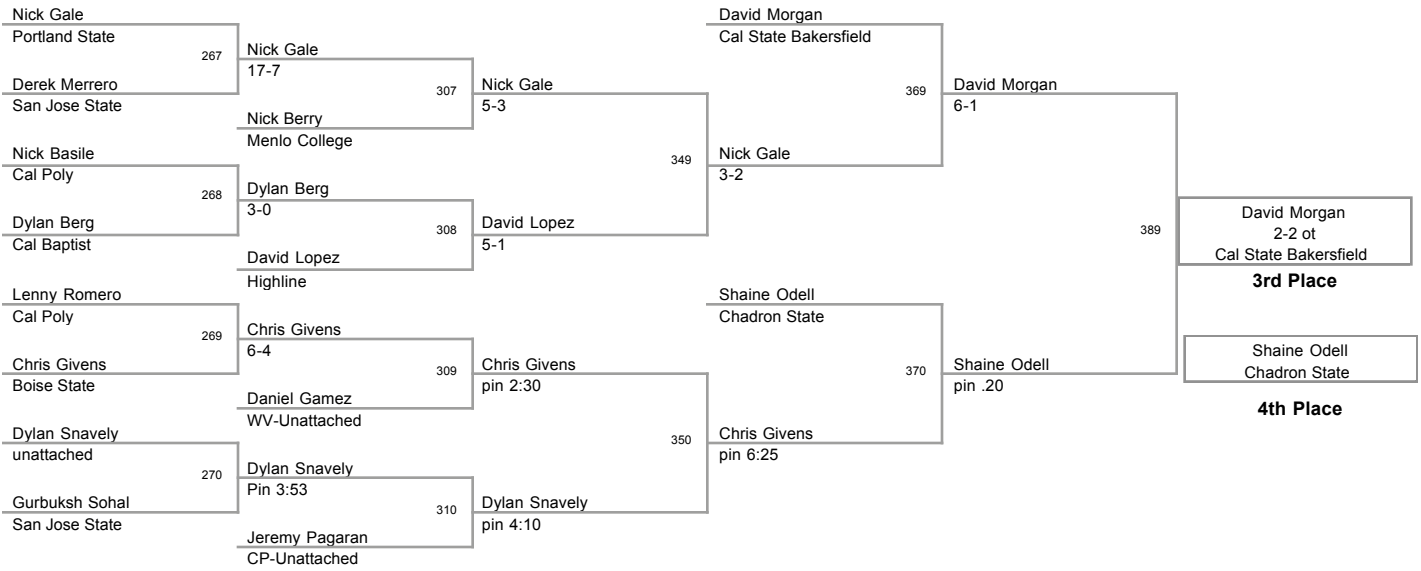 Nick Gale
Portland State
267
Derek Merrero
San Jose State
Nick Basile
Cal Poly
268
Dylan Berg
Cal Baptist
Lenny Romero
Cal Poly
269
Chris Givens
Boise State
Dylan Snavely
unattached
270
Gurbuksh Sohal
San Jose State
Nick Gale
17-7
307
Nick Berry
Menlo College
Dylan Berg
3-0
308
David Lopez
Highline
Chris Givens
6-4
309
Daniel Gamez
WV-Unattached
Dylan Snavely
Pin 3:53
310
Jeremy Pagaran
CP-Unattached
Nick Gale
5-3
349
David Lopez
5-1
Chris Givens
pin 2:30
350
Dylan Snavely
pin 4:10
David Morgan
Cal State Bakersfield
369
Nick Gale
3-2
Shaine Odell
Chadron State
370
Chris Givens
pin 6:25
David Morgan
6-1
389
Shaine Odell
pin .20
David Morgan
2-2 ot
Cal State Bakersfield
3rd Place
Shaine Odell
Chadron State
4th Place